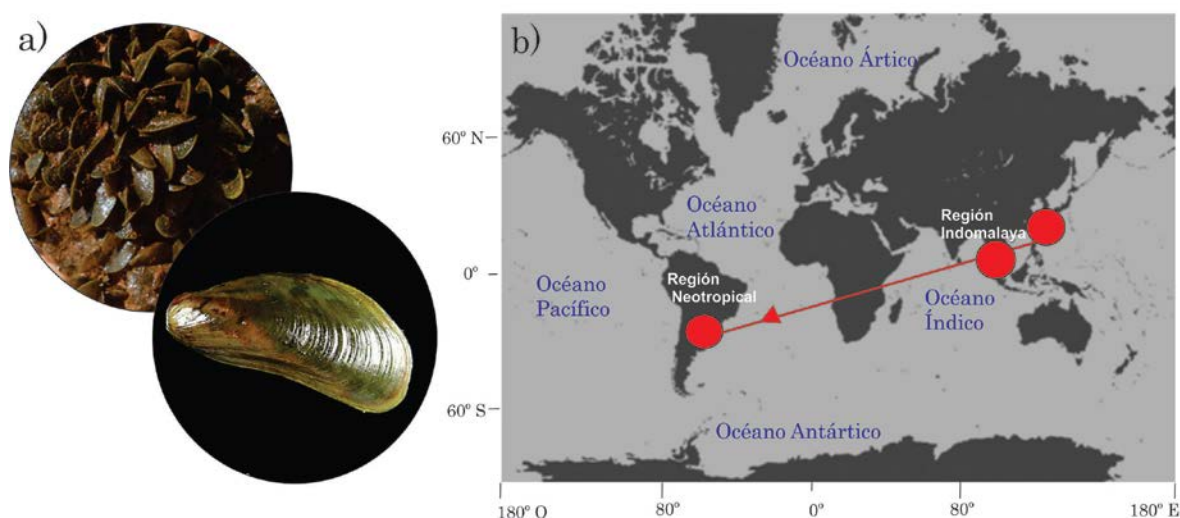 a)
b)
Océano Ártico
60º N
Océano
Atlántico
Región
Indomalaya
0º
Región
Neotropical
Océano
Pacífico
Océano
Índico
60º S
Océano Antártico
180º O
80º
0º
80º
180º E